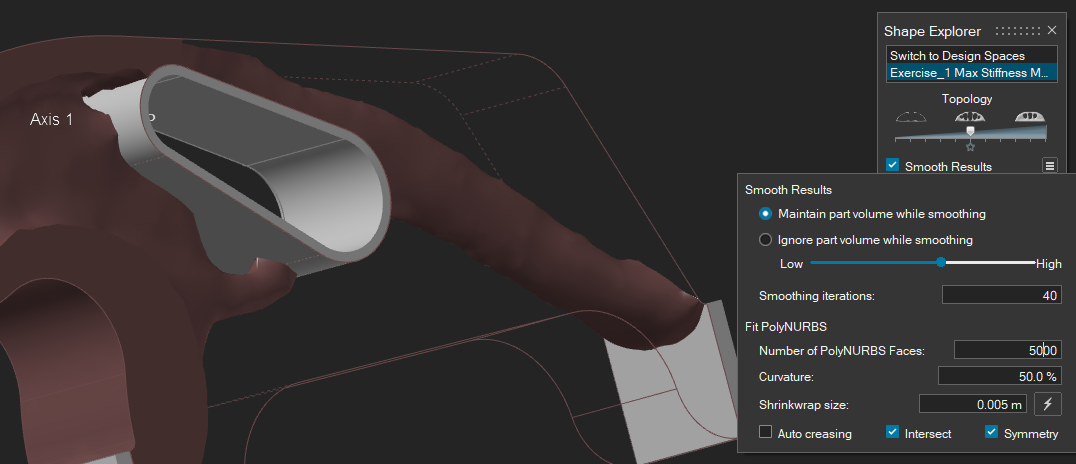 Shape Explorer
Switch to Design Spaces
Exercise_1 Max Stiffness M...
Topology
Axis 1
Smooth Results
Smooth Results
Maintain part volume while smoothing
Ignore part volume while smoothing
Low High
Smoothing iterations: 40
Fit PolyNURBS
Number of PolyNURBS Faces: 5000
Curvature: 50.0 %
Shrinkwrap size: 0.005 m
Auto creasing Intersect Symmetry